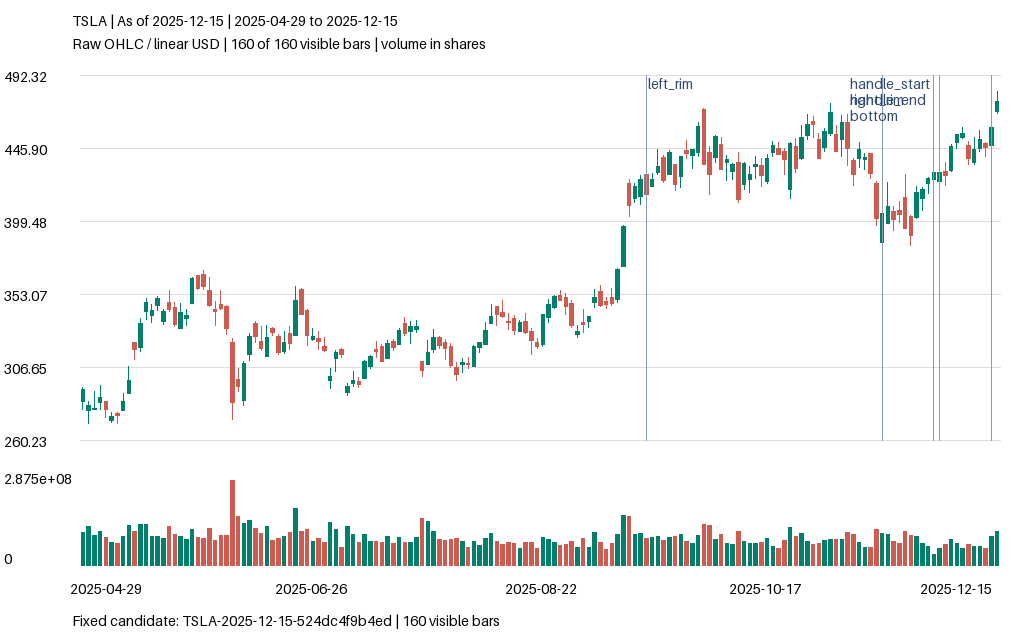 TSLA | As of 2025-12-15 | 2025-04-29 to 2025-12-15
Raw OHLC / linear USD | 160 of 160 visible bars | volume in shares
492.32
left_rim
handle_start
445.90
bottom
399.48
353.07
306.65
260.23
2.875e+08
0
2025-04-29
2025-06-26
2025-08-22
2025-10-17
2025-12-15
Fixed candidate: TSLA-2025-12-15-524dc4f9b4ed | 160 visible bars